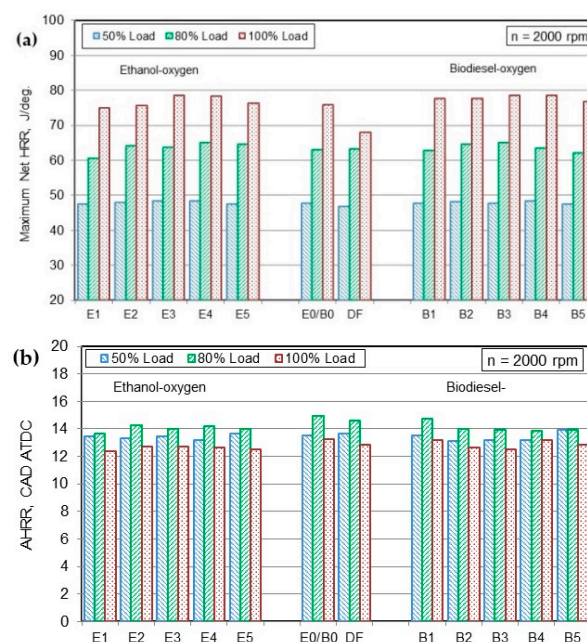 (a)
100
90
80
70
60
50
40
30
20
Maximum Net HRR, J/deg.
50% Load 80% Load 100% Load
n = 2000 rpm
Ethanol-oxygen
Biodiesel-oxygen
E1 E2 E3 E4 E5 E0/B0 DF B1 B2 B3 B4 B5
(b)
20
18
16
14
12
10
8
6
4
2
0
AHRR, CAD ATDC
50% Load 80% Load 100% Load
n = 2000 rpm
Ethanol-oxygen
Biodiesel-
E1 E2 E3 E4 E5 E0/B0 DF B1 B2 B3 B4 B5